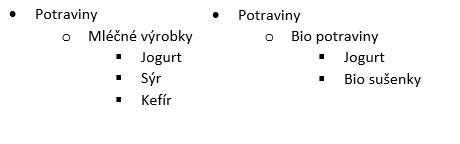 Potraviny
Mléčné výrobky
Jogurt
Sýr
Kefír
Potraviny
Bio potraviny
Jogurt
Bio sušenky